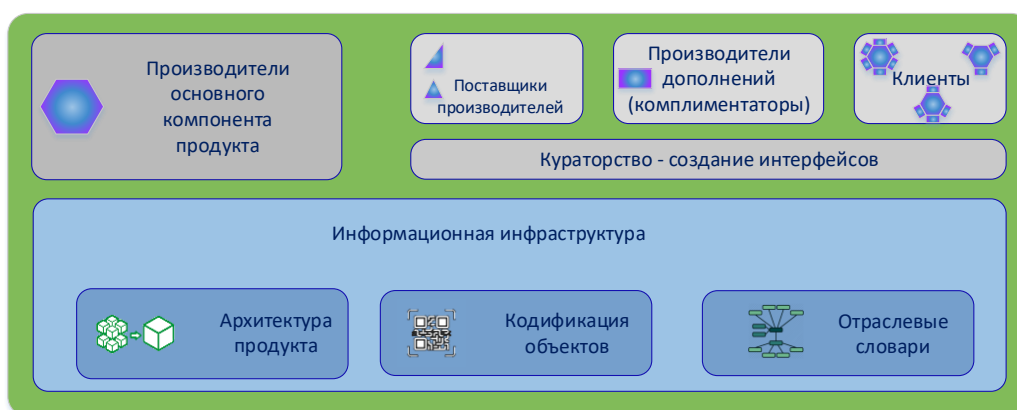 Производители
основного
компонента
продукта
Поставщики
производителей
Производители
дополнений
(комплиментаторы)
Клиенты
Кураторство - создание интерфейсов
Информационная инфраструктура
Архитектура
продукта
Кодификация
объектов
Отраслевые
словари